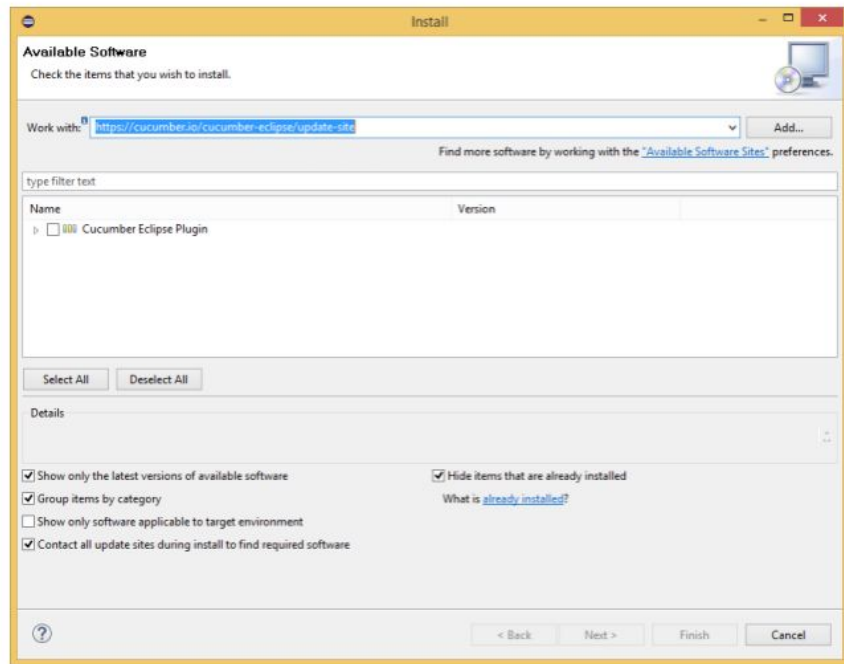 Install
Available Software
Check the items that you wish to install.
Work with: https://cucumber.io/cucumber-eclipse/update-site Add...
Find more software by working with the "Available Software Sites" preferences.
type filter text
Name Version
Cucumber Eclipse Plugin
Select All Deselect All
Details
Show only the latest versions of available software Hide items that are already installed
Group items by category What is already installed?
Show only software applicable to target environment
Contact all update sites during install to find required software
? < Back Next > Finish Cancel